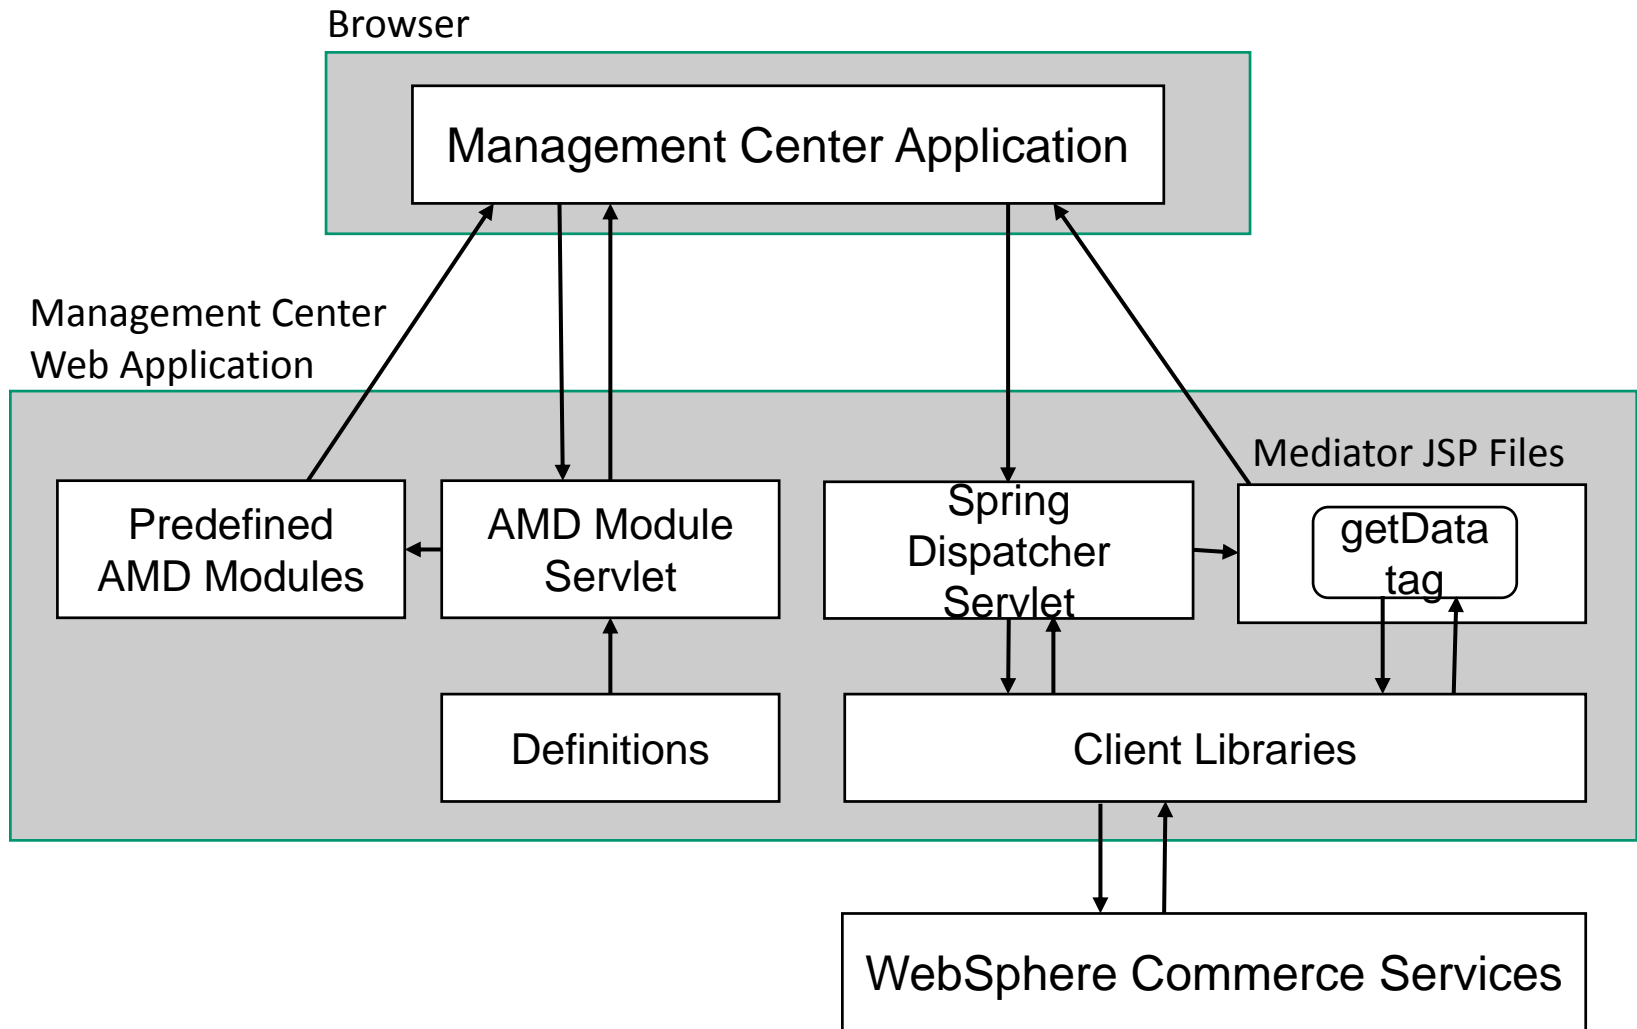 Browser
Management Center Application
Management Center
Web Application
Mediator JSP Files
Predefined
AMD Modules
AMD Module
Servlet
Spring
Dispatcher
Servlet
getData
tag
Definitions
Client Libraries
WebSphere Commerce Services